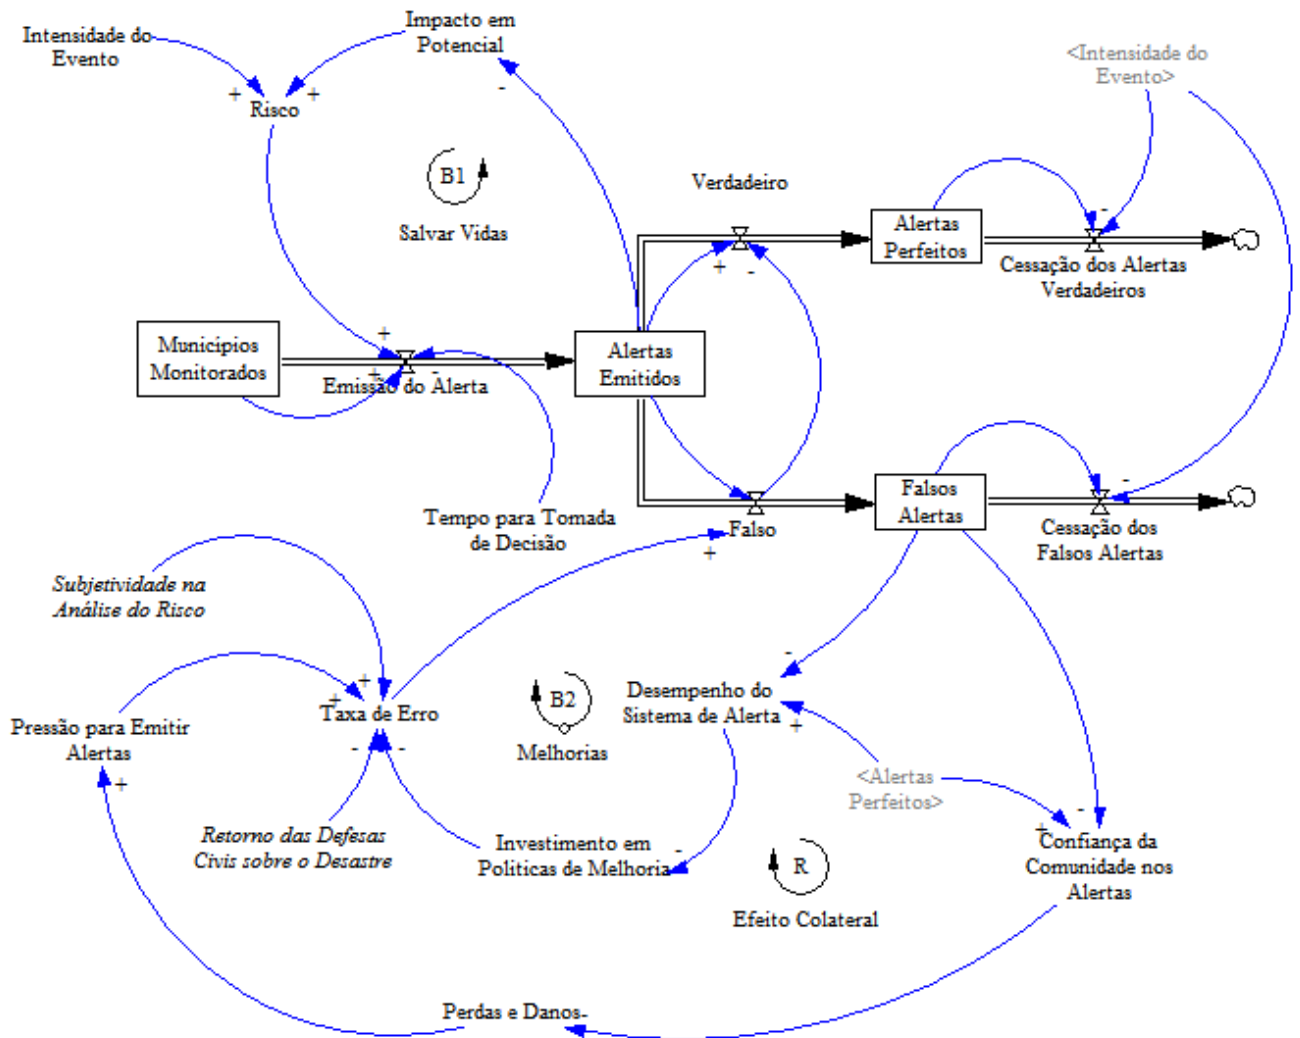 Intensidade do
Evento
Impacto em
Potencial
<Intensidade do
Evento>
-
+
+
Risco
B1
Salvar Vidas
Verdadeiro
+
-
Alertas
Perfeitos
-
Cessação dos Alertas
Verdadeiros
Municípios
Monitorados
+
+
-
Emissão do Alerta
Alertas
Emitidos
Tempo para Tomada
de Decisão
+
Falso
Falsos
Alertas
-
Cessação dos
Falsos Alertas
Subjetividade na
Análise do Risco
+
+
Taxa de Erro
-
-
Pressão para Emitir
Alertas
+
B2
Melhorias
-
Desempenho do
Sistema de Alerta
+
<Alertas
Perfeitos>
Retorno das Defesas
Civis sobre o Desastre
Investimento em
Políticas de Melhoria
-
R
Efeito Colateral
-
+
Confiança da
Comunidade nos
Alertas
Perdas e Danos
-